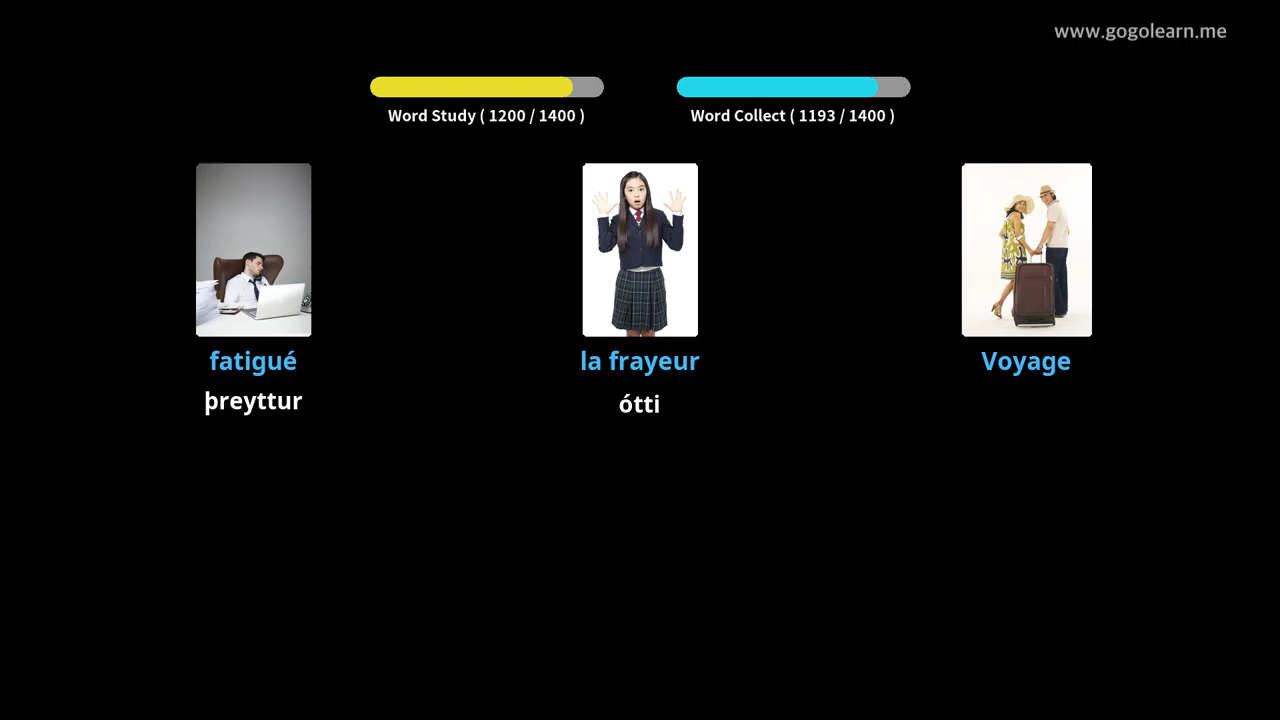 www.gogolearn.me
Word Study ( 1200 / 1400 )
Word Collect ( 1193 / 1400 )
fatigué
la frayeur
Voyage
þreyttur
ótti